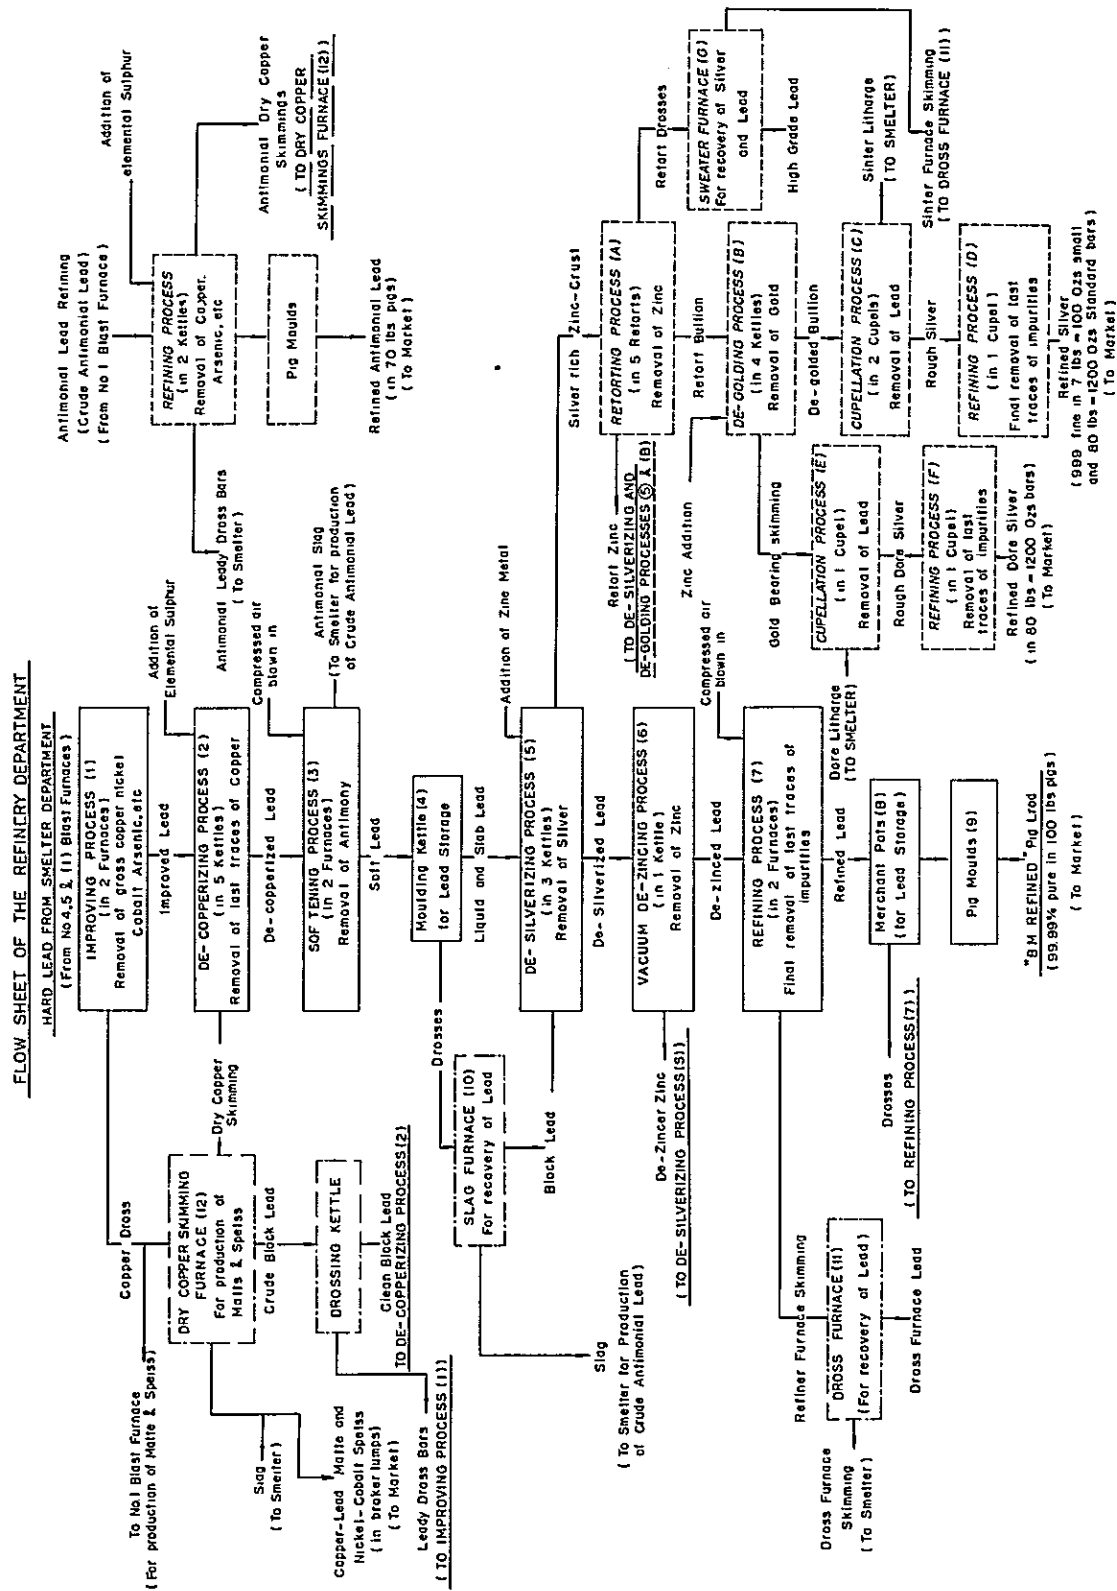 FLOW SHEET OF THE REFINERY DEPARTMENT
HARD LEAD FROM SMELTER DEPARTMENT
(From No 4,5 & (1) Blast Furnaces)
IMPROVING PROCESS (1)
(in 2 Furnaces)
Removal of gross copper nickel
Cobalt Arsenic, etc
Improved Lead
Addition of
Elemental Sulphur
DE-COPPERIZING PROCESS (2)
(in 5 Kettles)
Removal of last traces of Copper
De-copperized Lead
Compressed air
blown in
SOFTENING PROCESS (3)
(in 2 Furnaces)
Removal of Antimony
Antimonial Slag
(To Smelter for production
of Crude Antimonial Lead)
Soft Lead
Moulding Kettle (4)
for Lead Storage
Liquid and Slab Lead
Addition of Zinc Metal
DE-SILVERIZING PROCESS (5)
(in 3 Kettles)
Removal of Silver
De-Silverized Lead
VACUUM DE-ZINCING PROCESS (6)
(in 1 Kettle)
Removal of Zinc
De-zinced Lead
Compressed air
blown in
REFINING PROCESS (7)
(in 2 Furnaces)
Final removal of last traces of
impurities
Refined Lead
Merchant Pots (8)
(for Lead Storage)
Pig Moulds (9)
"BM REFINED" Pig Lrad
(99.99% pure in 100 lbs pigs)
(To Market)
Copper Dross
To No.1 Blast Furnace
(For production of Matte & Speiss)
DRY COPPER SKIMMING
FURNACE (12)
For production of
Matts & Speiss
Dry Copper
Skimming
Slag
(To Smelter)
Copper-Lead Matte and
Nickel-Cobalt Speiss
(in broker lumps)
(To Market)
Crude Block Lead
DROSSING KETTLE
Leady Drass Bars
(TO IMPROVING PROCESS (1))
Clean Block Lead
TO DE-COPPERIZING PROCESS (2)
Drosses
SLAG FURNACE (10)
For recovery of Lead
Block Lead
Slag
(To Smelter for Production
of Crude Antimonial Lead)
De-Zincer Zinc
(TO DE-SILVERIZING PROCESS(S))
Refiner Furnace Skimming
DROSS FURNACE (11)
(For recovery of Lead)
Dross Furnace
Skimming
(To Smelter)
Dross Furnace Lead
Drosses
(TO REFINING PROCESS(7))
Antimonial Lead Refining
(Crude Antimonial Lead)
(From No 1 Blast Furnace)
Addition of
elemental Sulphur
REFINING PROCESS
(in 2 Kettles)
Removal of Copper.
Arsenic, etc
Antimonial Leady Dross Bars
(To Smelter)
Antimonial Dry Copper
Skimmings
(TO DRY COPPER
SKIMMINGS FURNACE (12)
Pig Moulds
Refined Antimonial Lead
(in 70 lbs pigs)
(To Market)
Silver rich Zinc-Crust
RETORTING PROCESS (A)
(in 5 Retorts)
Removal of Zinc
Retort Zinc
(TO DE-SILVERIZING AND
DE-GOLDING PROCESSES (5) & (B)
Retort Drosses
SWEATER FURNACE (G)
For recovery of Silver
and Lead
High Grade Lead
Sinter Furnace Skimming
(TO DROSS FURNACE (11)
Retort Bullion
Zinc Addition
DE-GOLDING PROCESS (B)
(in 4 Ketlles)
Removal of Gold
Gold Bearing skimming
De-golded Bullion
CUPELLATION PROCESS (C)
(in 2 Cupels)
Removal of Lead
Sinter Litharge
(TO SMELTER)
Rough Silver
REFINING PROCESS (D)
(in 1 Cupel)
Final removal of last
traces of impurities
Refined Silver
(999 fine in 7 lbs-100 Ozs small
and 80 lbs-1200 Ozs Standard bars)
(To Market)
CUPELLATION PROCESS (E)
(in 1 Cupel)
Removal of Lead
Dore Litharge
(TO SMELTER)
Rough Dore Silver
REFINING PROCESS (F)
(in 1 Cupel)
Removal of last
traces of impurities
Refined Dore Silver
(in 80 lbs-1200 Ozs bars)
(To Market)